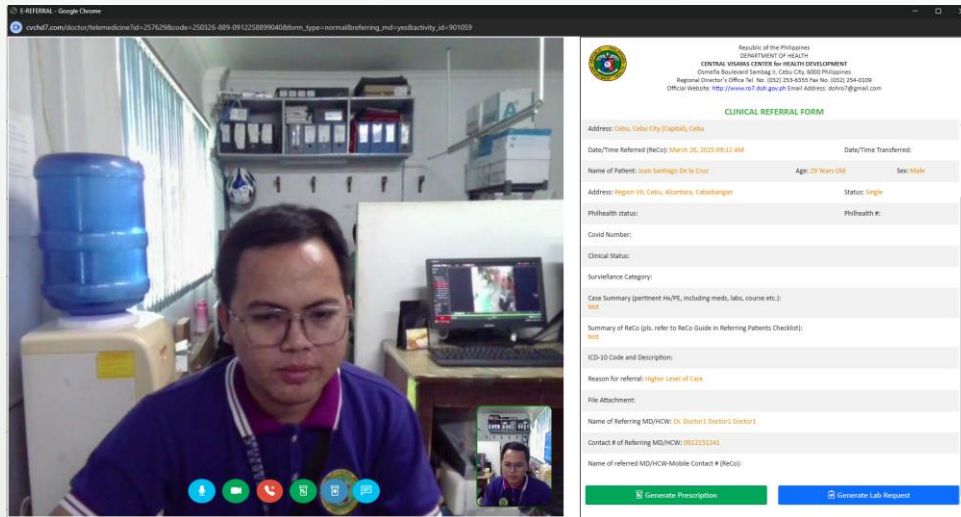 E-REFERRAL - Google Chrome
cvchd7.com/doctor/telemedicine?id=257629&code=250326-889-0912258899040&form_type=normal&referring_md=yes&activity_id=901059
Republic of the Philippines
DEPARTMENT OF HEALTH
CENTRAL VISAYAS CENTER for HEALTH DEVELOPMENT
Osmeña Boulevard Sambag II, Cebu City, 6000 Philippines
Regional Director's Office Tel. No. (032) 253-6355 Fax No. (032) 254-0109
Official Website: http://www.ro7.doh.gov.ph Email Address: dohro7@gmail.com
CLINICAL REFERRAL FORM
Address: Cebu, Cebu City (Capital), Cebu
Date/Time Referred (ReCo): March 26, 2025 09:12 AM Date/Time Transferred:
Name of Patient: Juan Santiago De la Cruz Age: 29 Years Old Sex: Male
Address: Region VII, Cebu, Alcantara, Cabadiangan Status: Single
Philhealth status: Philhealth #:
Covid Number:
Clinical Status:
Surviellance Category:
Case Summary (pertinent Hx/PE, including meds, labs, course etc.):
test
Summary of ReCo (pls. refer to ReCo Guide in Referring Patients Checklist):
test
ICD-10 Code and Description:
Reason for referral: Higher Level of Care
File Attachment:
Name of Referring MD/HCW: Dr. Doctor1 Doctor1 Doctor1
Contact # of Referring MD/HCW: 0912151241
Name of referred MD/HCW-Mobile Contact # (ReCo):
Generate Prescription
Generate Lab Request